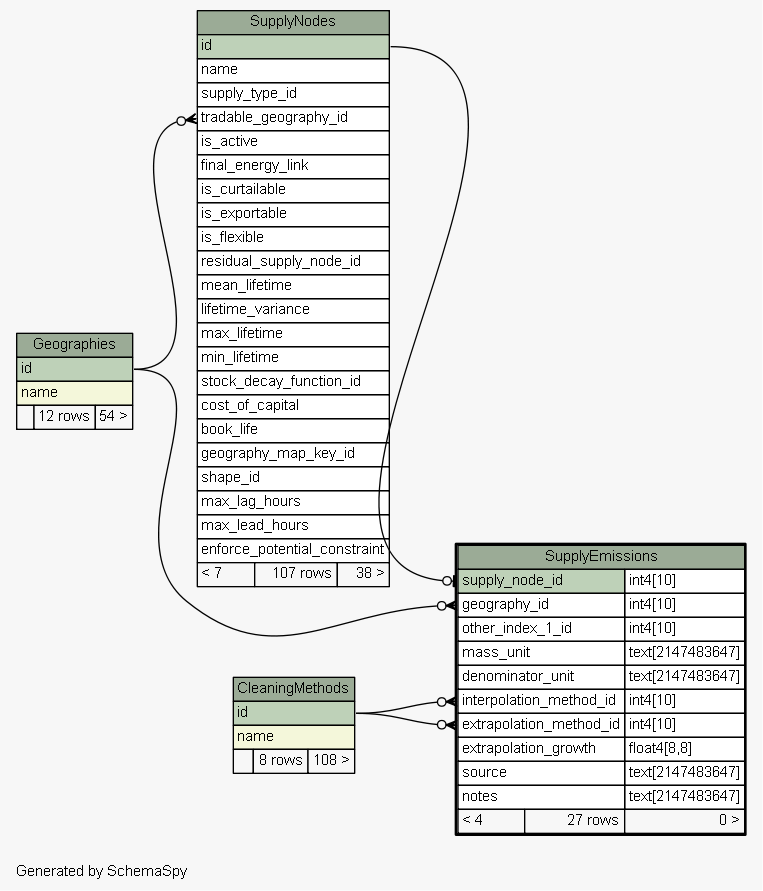 SupplyNodes
id
name
supply_type_id
tradable_geography_id
is_active
final_energy_link
is_curtailable
is_exportable
is_flexible
residual_supply_node_id
mean_lifetime
lifetime_variance
max_lifetime
min_lifetime
stock_decay_function_id
cost_of_capital
book_life
geography_map_key_id
shape_id
max_lag_hours
max_lead_hours
enforce_potential_constraint
< 7 107 rows 38 >
Geographies
id
name
12 rows 54 >
SupplyEmissions
supply_node_id int4[10]
geography_id int4[10]
other_index_1_id int4[10]
mass_unit text[2147483647]
denominator_unit text[2147483647]
interpolation_method_id int4[10]
extrapolation_method_id int4[10]
extrapolation_growth float4[8,8]
source text[2147483647]
notes text[2147483647]
< 4 27 rows 0 >
CleaningMethods
id
name
8 rows 108 >
Generated by SchemaSpy